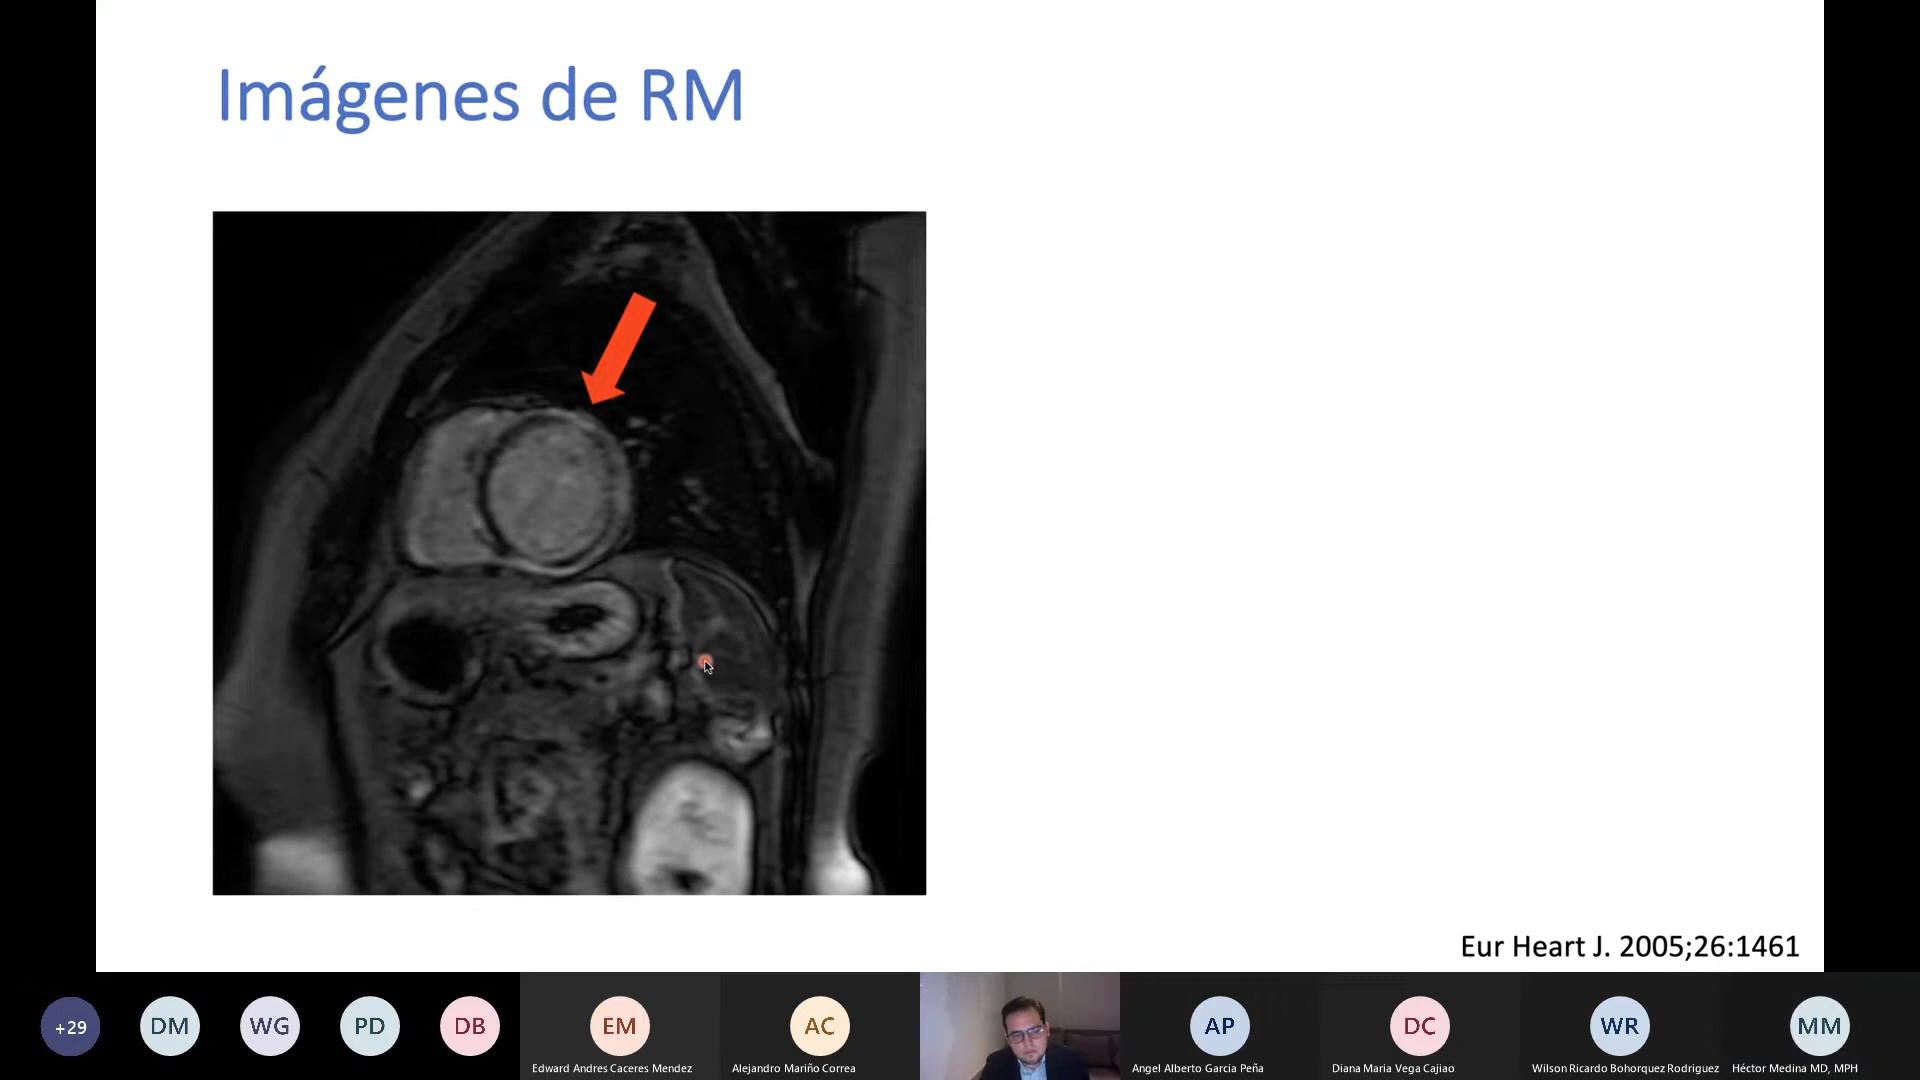 Imágenes de RM
Eur Heart J. 2005;26:1461
+29
DM
WG
PD
DB
EM
AC
AP
DC
WR
MM
Edward Andres Caceres Mendez
Alejandro Mariño Correa
Angel Alberto Garcia Peña
Diana Maria Vega Cajiao
Wilson Ricardo Bohorquez Rodriguez
Héctor Medina MD, MPH